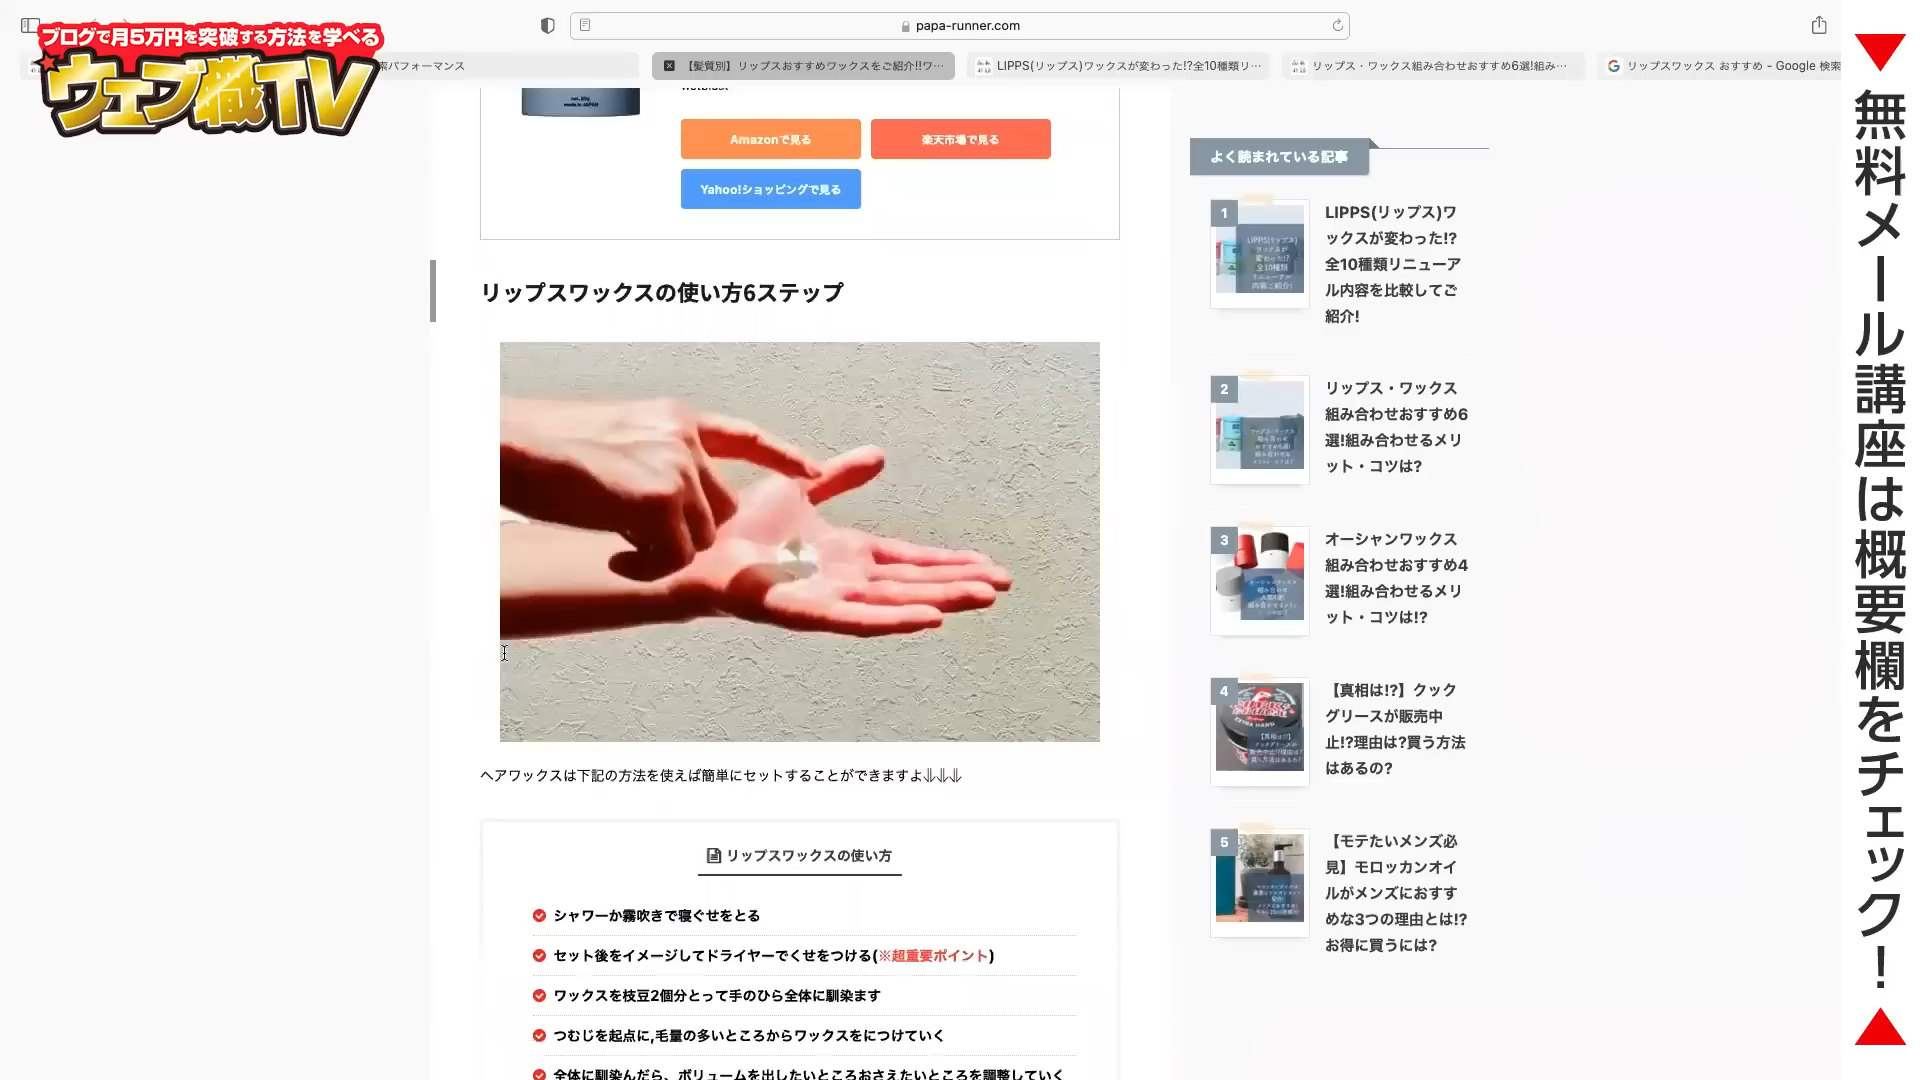 ブログで月5万円を突破する方法を学べる
ウェブ職TV
papa-runner.com
索パフォーマンス
【髪質別】リップスおすすめワックスをご紹介!!ワ…
LIPPS(リップス)ワックスが変わった!?全10種類リ…
リップス・ワックス組み合わせおすすめ6選!組み…
リップスワックス おすすめ - Google 検索
Amazonで見る
楽天市場で見る
Yahoo!ショッピングで見る
リップスワックスの使い方6ステップ
ヘアワックスは下記の方法を使えば簡単にセットすることができますよ⇓⇓⇓
リップスワックスの使い方
シャワーか霧吹きで寝ぐせをとる
セット後をイメージしてドライヤーでくせをつける(※超重要ポイント)
ワックスを枝豆2個分とって手のひら全体に馴染ます
つむじを起点に,毛量の多いところからワックスをにつけていく
全体に馴染んだら、ボリュームを出したいところおさえたいところを調整していく
よく読まれている記事
1
LIPPS(リップス)ワ
ックスが変わった!?
全10種類リニューア
ル内容を比較してご
紹介!
2
リップス・ワックス
組み合わせおすすめ6
選!組み合わせるメリ
ット・コツは?
3
オーシャンワックス
組み合わせおすすめ4
選!組み合わせるメリ
ット・コツは!?
4
【真相は!?】クック
グリースが販売中
止!?理由は?買う方法
はあるの?
5
【モテたいメンズ必
見】モロッカンオイ
ルがメンズにおすす
めな3つの理由とは!?
お得に買うには?
無料メール講座は概要欄をチェック!